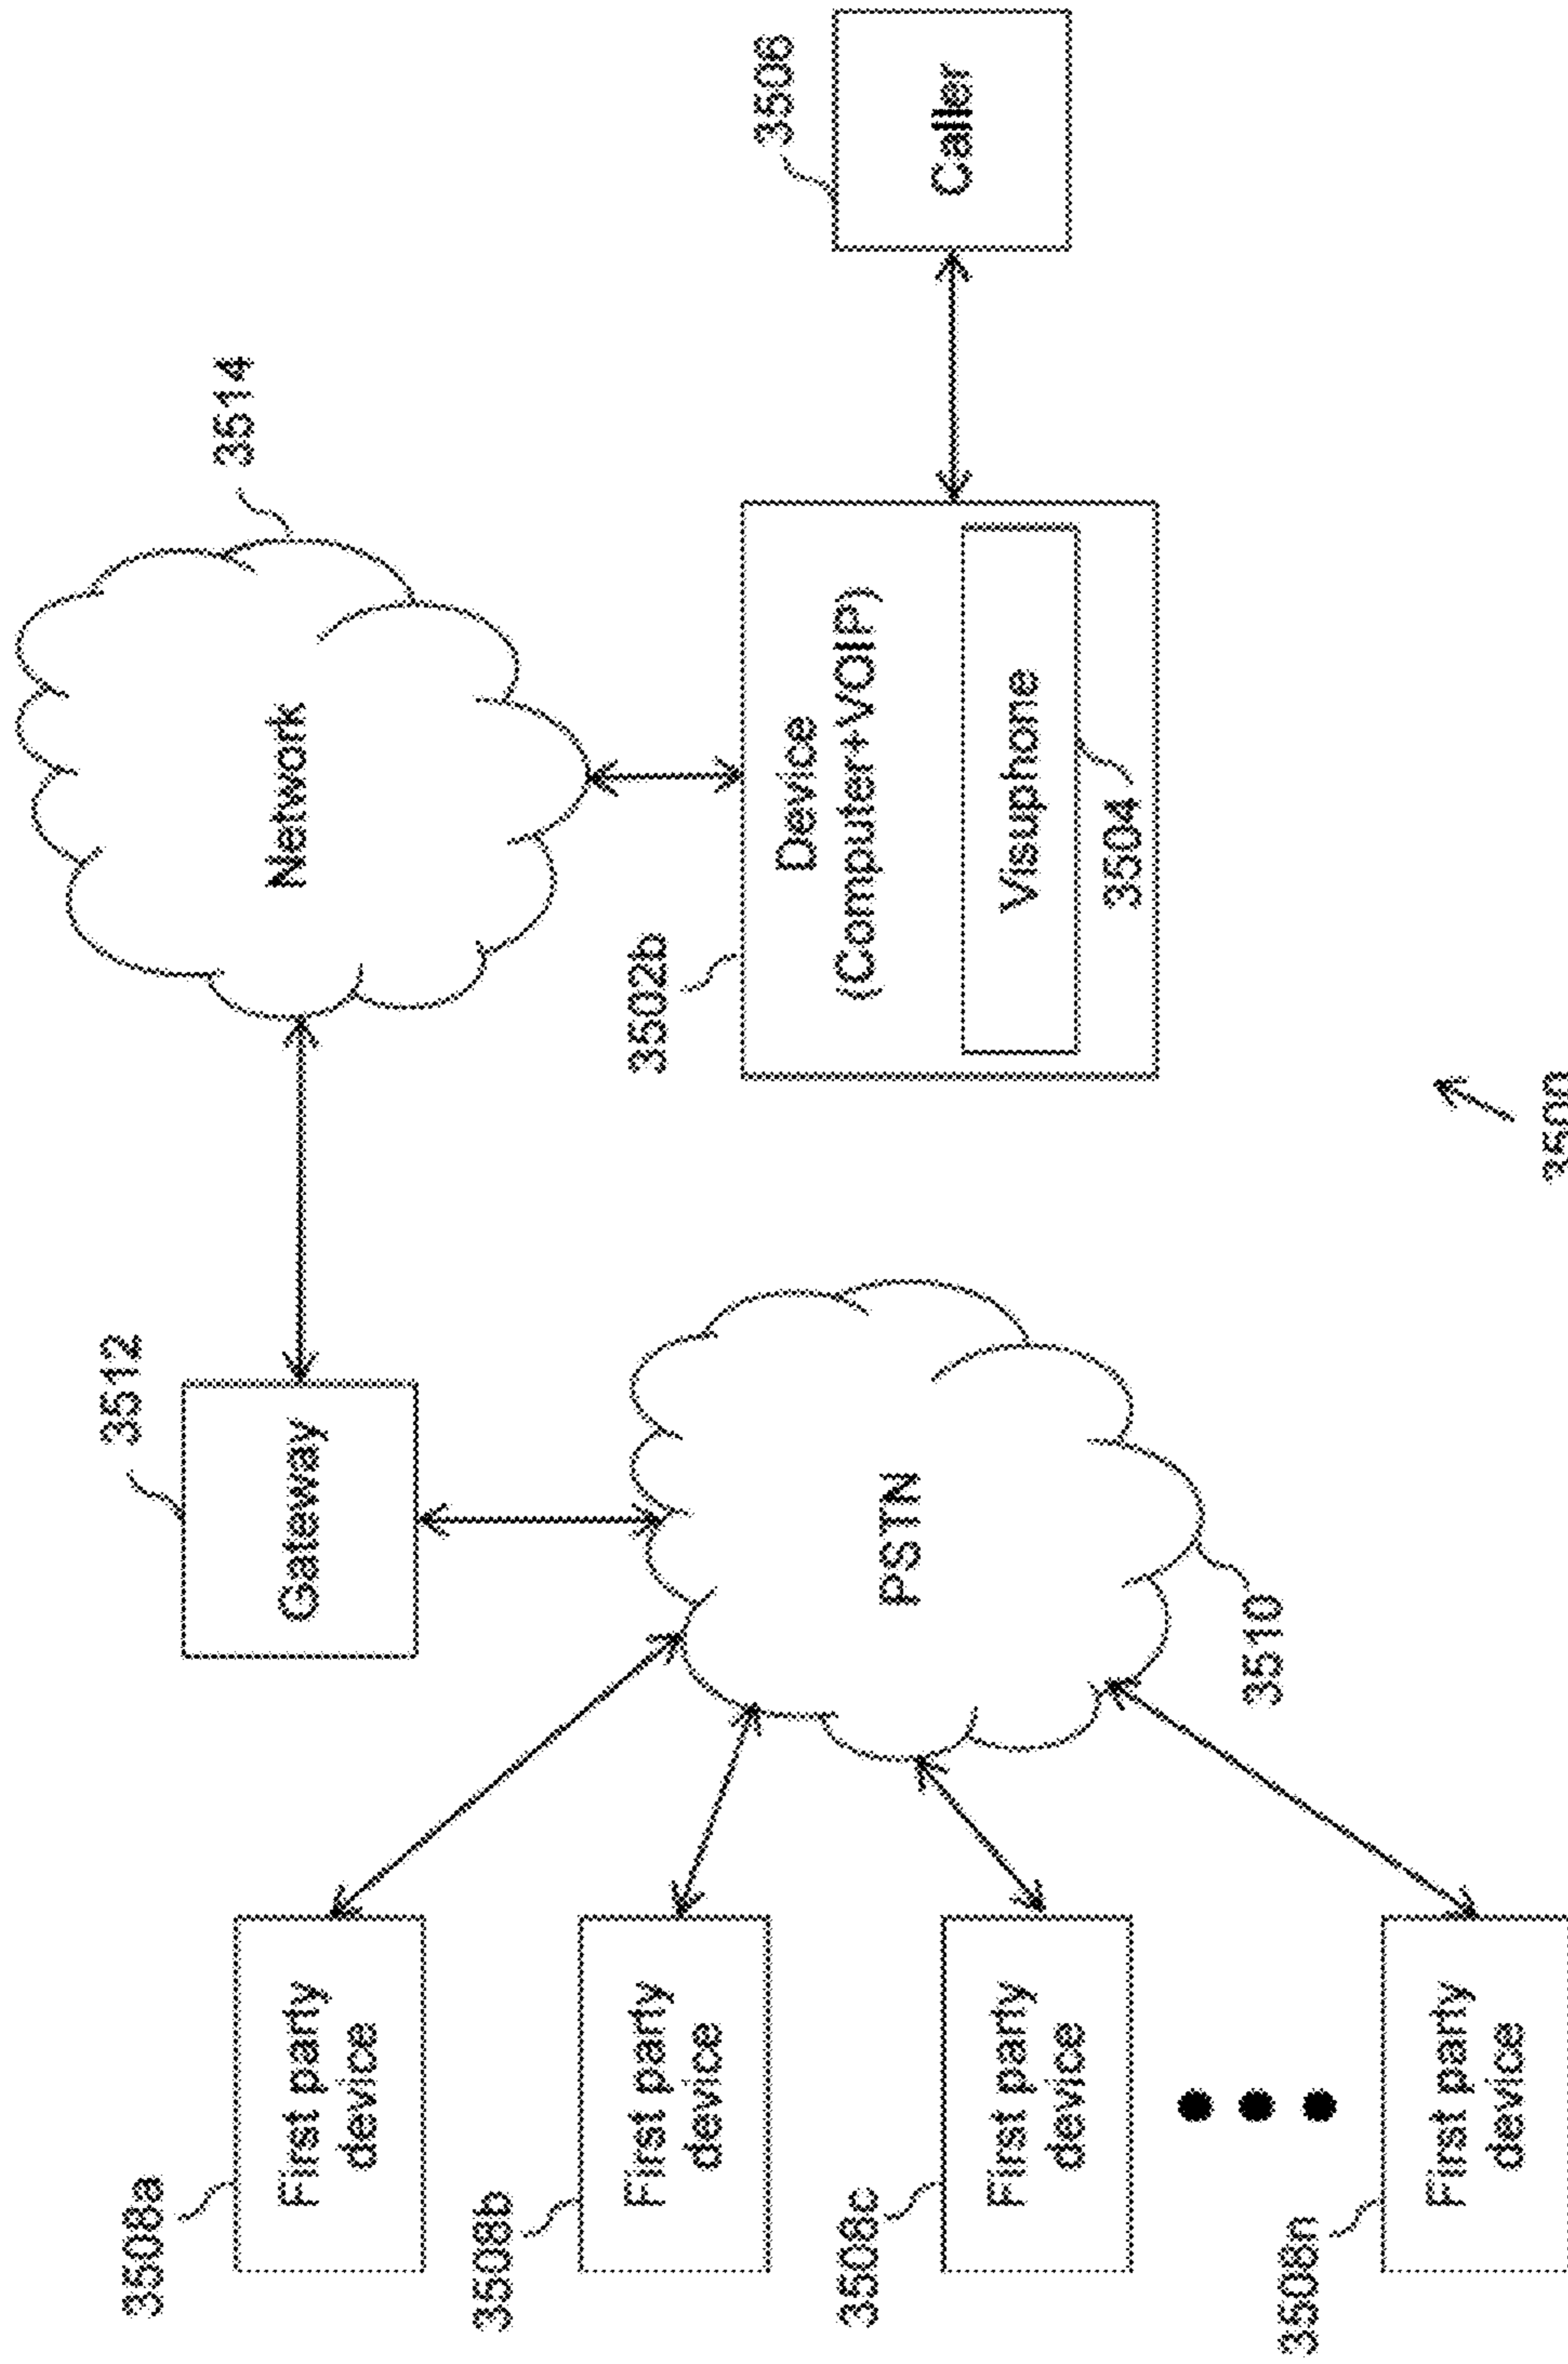 3508a
First party
device
3512
Gateway
3514
Network
3508b
First party
device
3502b
Device
(Computer+VOIP)
3506
Caller
3508c
First party
device
PSTN
Visuphone
3504
3510
3508n
First party
device
3500